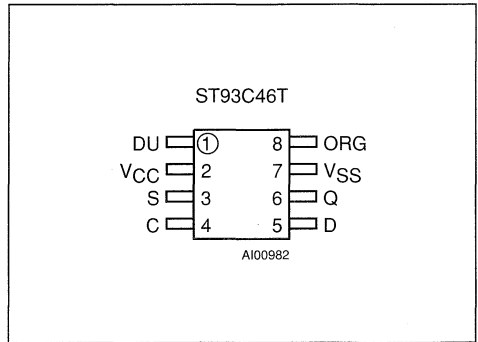 ST93C46T
DU 1 8 ORG
VCC 2 7 VSS
S 3 6 Q
C 4 5 D
AI00982